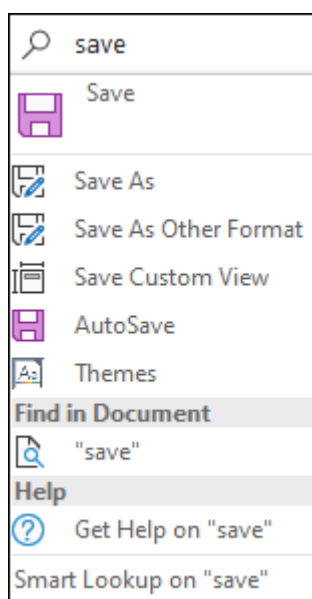 save
Save
Save As
Save As Other Format
Save Custom View
AutoSave
Aa
Themes
Find in Document
"save"
Help
Get Help on "save"
Smart Lookup on "save"